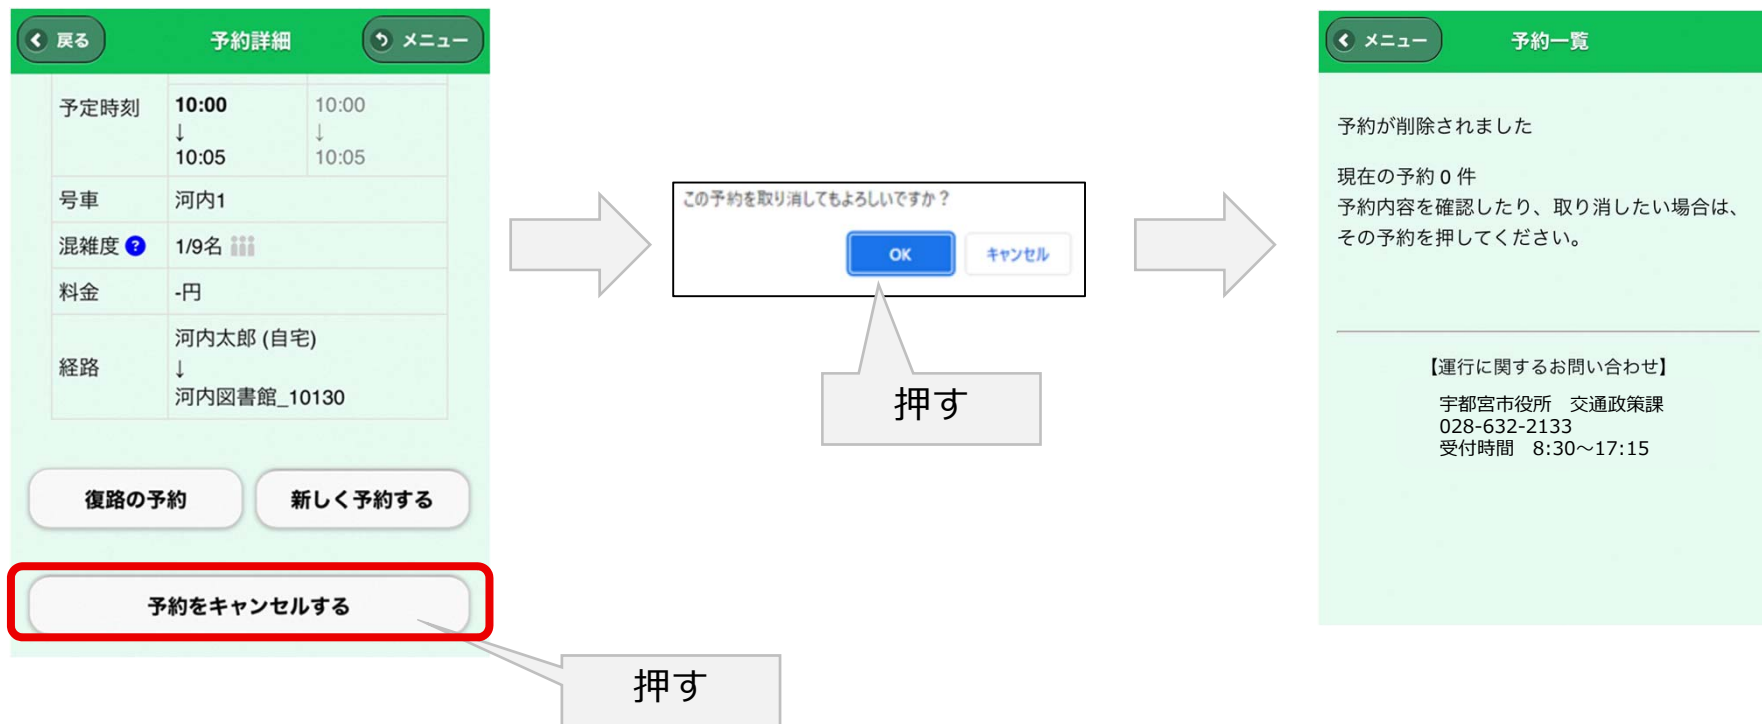 戻る
予約詳細
メニュー
予定時刻
10:00
↓
10:05
10:00
↓
10:05
号車
河内1
混雑度 ?
1/9名
料金
-円
経路
河内太郎 (自宅)
↓
河内図書館_10130
復路の予約
新しく予約する
予約をキャンセルする
押す
この予約を取り消してもよろしいですか？
OK
キャンセル
押す
メニュー
予約一覧
予約が削除されました
現在の予約 0 件
予約内容を確認したり、取り消したい場合は、
その予約を押してください。
【運行に関するお問い合わせ】
宇都宮市役所　交通政策課
028-632-2133
受付時間　8:30～17:15